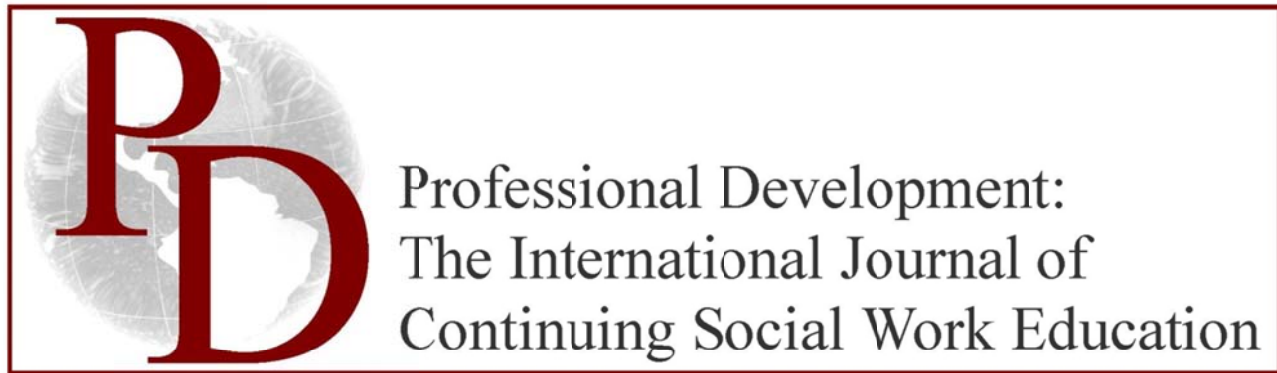 PD
Professional Development:
The International Journal of
Continuing Social Work Education